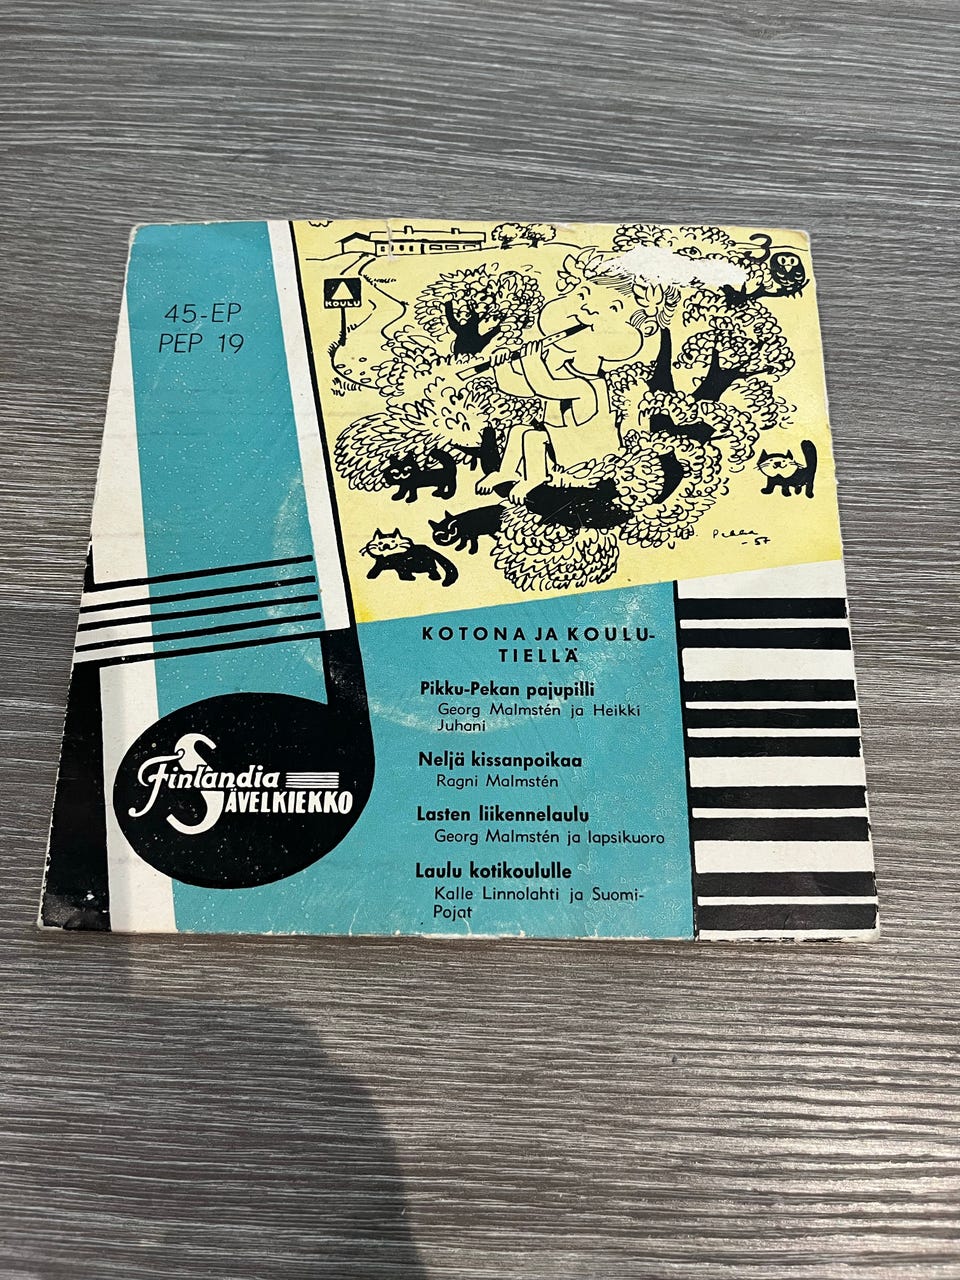 45-EP
PEP 19
KOULU
3
- 57
KOTONA JA KOULU-
TIELLÄ
Pikku-Pekan pajupilli
Georg Malmstén ja Heikki
Juhani
Neljä kissanpoikaa
Ragni Malmstén
Lasten liikennelaulu
Georg Malmstén ja lapsikuoro
Laulu kotikoululle
Kalle Linnolahti ja Suomi-
Pojat
Finlandia
SÄVELKIEKKO